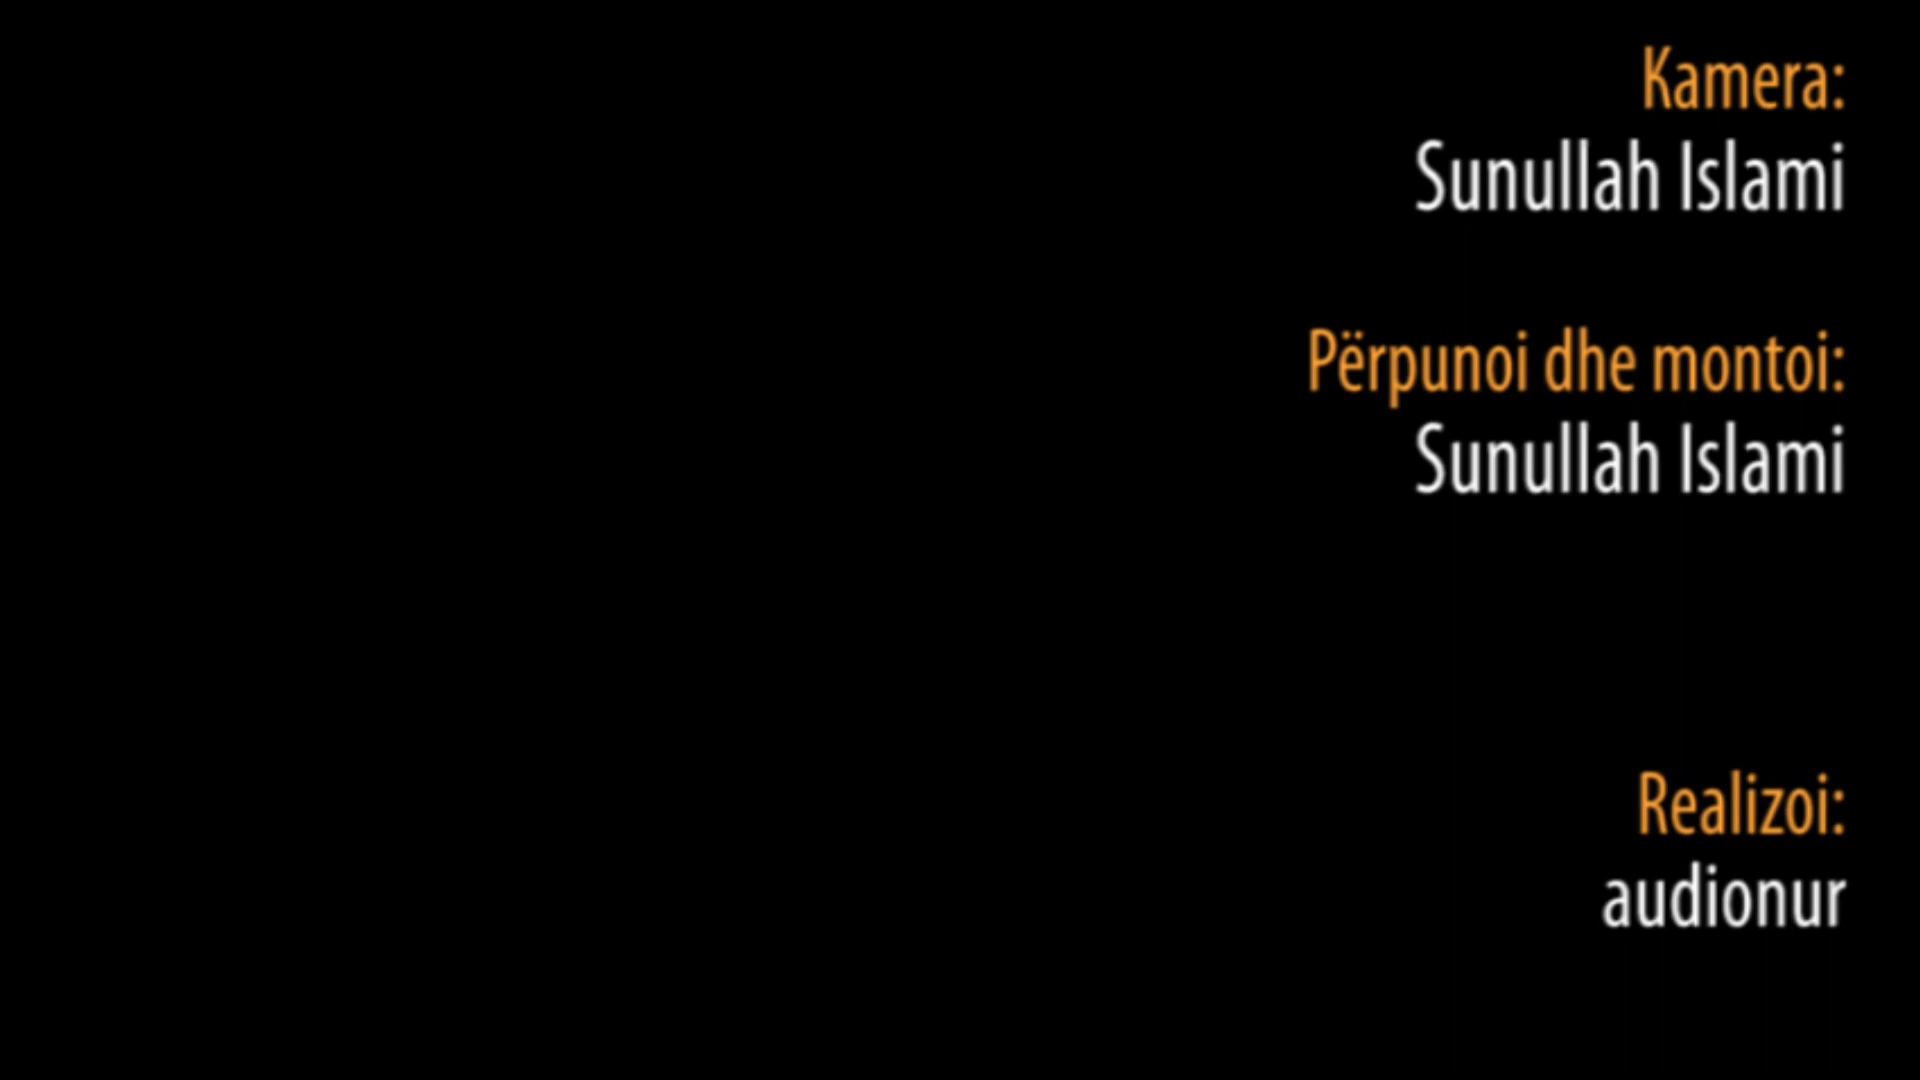 Kamera:
Sunullah Islami
Përpunoi dhe montoi:
Sunullah Islami
Realizoi:
audionur